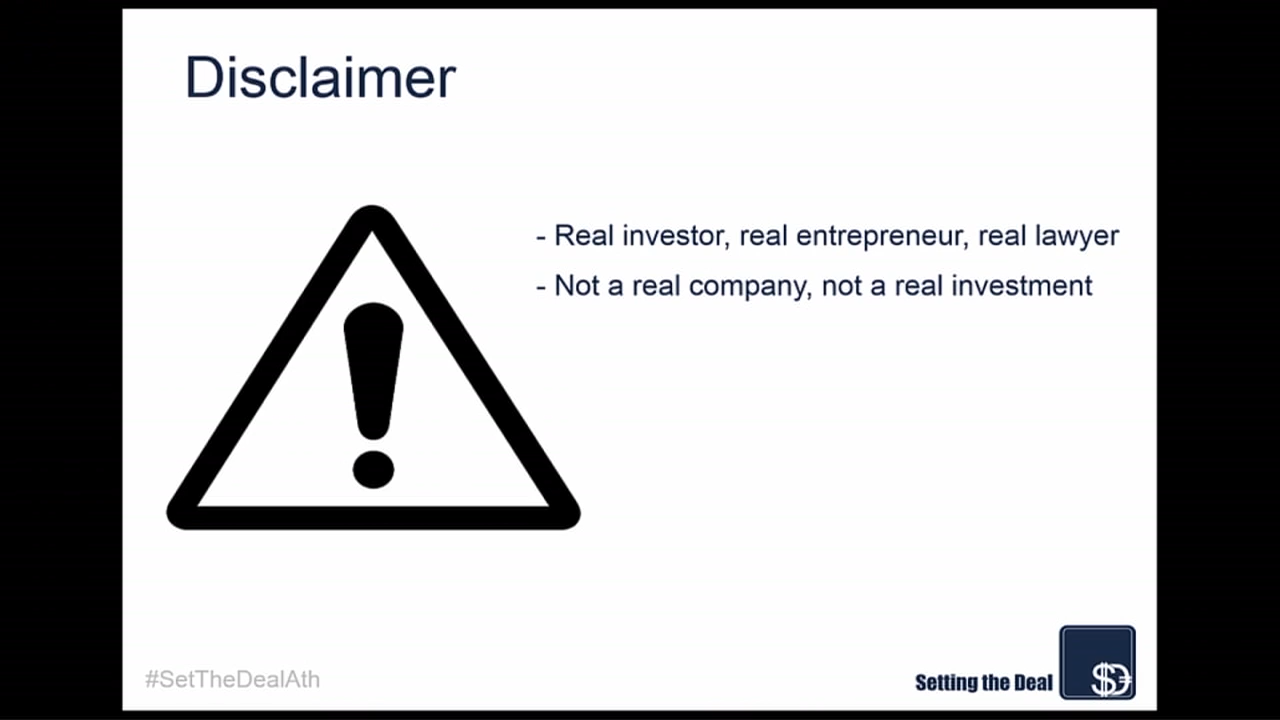 Disclaimer
- Real investor, real entrepreneur, real lawyer
- Not a real company, not a real investment
#SetTheDealAth
Setting the Deal